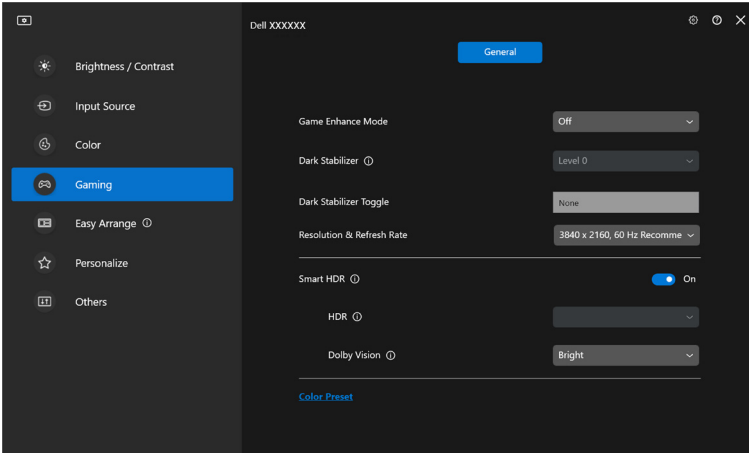 Dell XXXXXX
General
Brightness / Contrast
Input Source
Color
Gaming
Easy Arrange
Personalize
Others
Game Enhance Mode Off
Dark Stabilizer Level 0
Dark Stabilizer Toggle None
Resolution & Refresh Rate 3840 x 2160, 60 Hz Recomme
Smart HDR On
HDR
Dolby Vision Bright
Color Preset